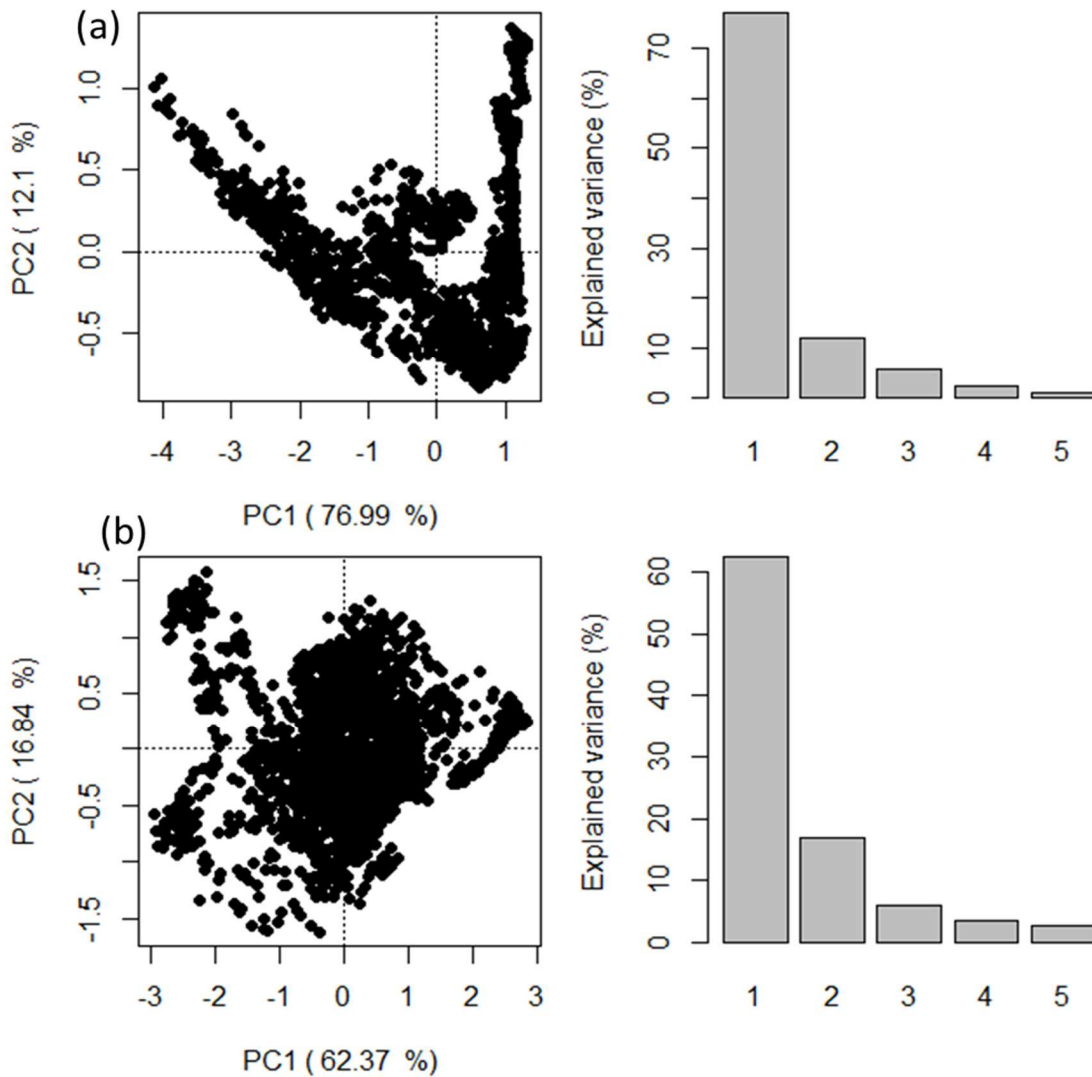 (a)
PC2 ( 12.1 %)
1.0
0.5
0.0
-0.5
-4 -3 -2 -1 0 1
PC1 ( 76.99 %)
Explained variance (%)
70
50
30
10
0
1 2 3 4 5
(b)
PC2 ( 16.84 %)
1.5
0.5
-0.5
-1.5
-3 -2 -1 0 1 2 3
PC1 ( 62.37 %)
Explained variance (%)
60
50
40
30
20
10
0
1 2 3 4 5